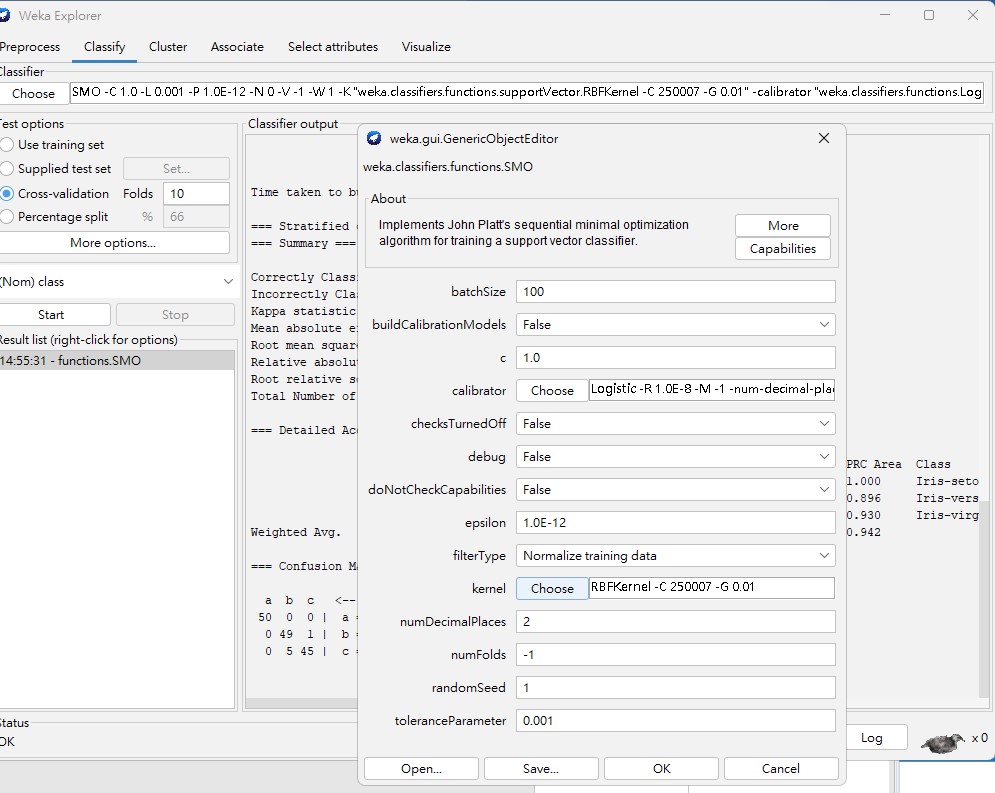 Weka Explorer
Preprocess Classify Cluster Associate Select attributes Visualize
Classifier
Choose SMO -C 1.0 -L 0.001 -P 1.0E-12 -N 0 -V -1 -W 1 -K "weka.classifiers.functions.supportVector.RBFKernel -C 250007 -G 0.01" -calibrator "weka.classifiers.functions.Log
Test options
Use training set
Supplied test set Set...
Cross-validation Folds 10
Percentage split % 66
More options...
(Nom) class
Start Stop
Result list (right-click for options)
14:55:31 - functions.SMO
Classifier output
Time taken to bu
=== Stratified
=== Summary ===
Correctly Class
Incorrectly Cla
Kappa statistic
Mean absolute e
Root mean squar
Relative absolu
Root relative s
Total Number of
=== Detailed Acc
PRC Area Class
1.000 Iris-seto
0.896 Iris-vers
0.930 Iris-virg
Weighted Avg. 0.942
=== Confusion Ma
a b c <--
50 0 0 | a =
0 49 1 | b =
0 5 45 | c =
weka.gui.GenericObjectEditor
weka.classifiers.functions.SMO
About
Implements John Platt's sequential minimal optimization
algorithm for training a support vector classifier.
More
Capabilities
batchSize 100
buildCalibrationModels False
c 1.0
calibrator Choose Logistic -R 1.0E-8 -M -1 -num-decimal-plac
checksTurnedOff False
debug False
doNotCheckCapabilities False
epsilon 1.0E-12
filterType Normalize training data
kernel Choose RBFKernel -C 250007 -G 0.01
numDecimalPlaces 2
numFolds -1
randomSeed 1
toleranceParameter 0.001
Open... Save... OK Cancel
Status
OK
Log x 0